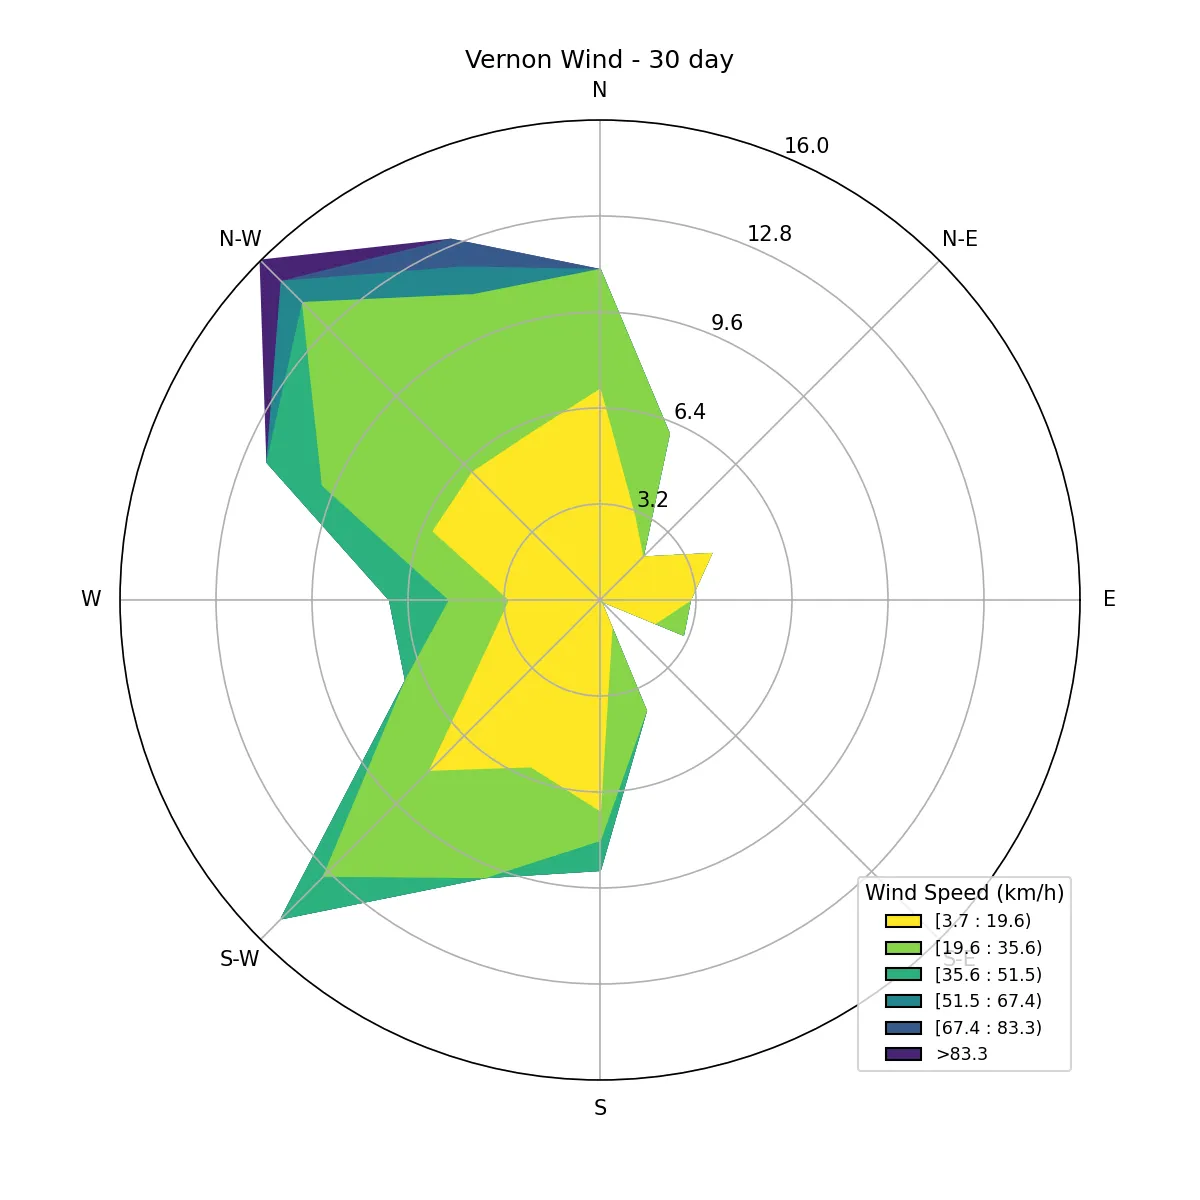 Vernon Wind - 30 day
N
16.0
12.8
N-W
N-E
9.6
6.4
3.2
W
E
S-W
S-E
Wind Speed (km/h)
[3.7 : 19.6)
[19.6 : 35.6)
[35.6 : 51.5)
[51.5 : 67.4)
[67.4 : 83.3)
>83.3
S